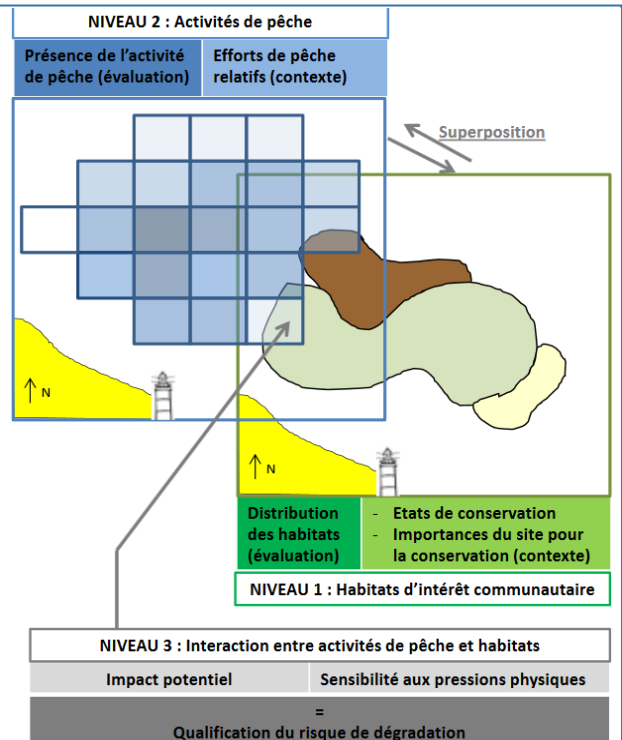 NIVEAU 2 : Activités de pêche
Présence de l'activité
de pêche (évaluation)
Efforts de pêche
relatifs (contexte)
Superposition
N
N
Distribution
des habitats
(évaluation)
- Etats de conservation
- Importances du site pour
la conservation (contexte)
NIVEAU 1 : Habitats d'intérêt communautaire
NIVEAU 3 : Interaction entre activités de pêche et habitats
Impact potentiel
Sensibilité aux pressions physiques
=
Qualification du risque de dégradation